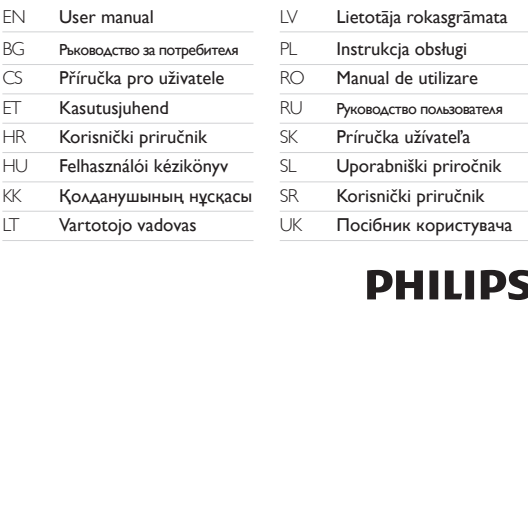 EN User manual
BG Ръководство за потребителя
CS Příručka pro uživatele
ET Kasutusjuhend
HR Korisnički priručnik
HU Felhasználói kézikönyv
KK Қолданушының нұсқасы
LT Vartotojo vadovas
LV Lietotāja rokasgrāmata
PL Instrukcja obsługi
RO Manual de utilizare
RU Руководство пользователя
SK Príručka užívateľa
SL Uporabniški priročnik
SR Korisnički priručnik
UK Посібник користувача
PHILIPS